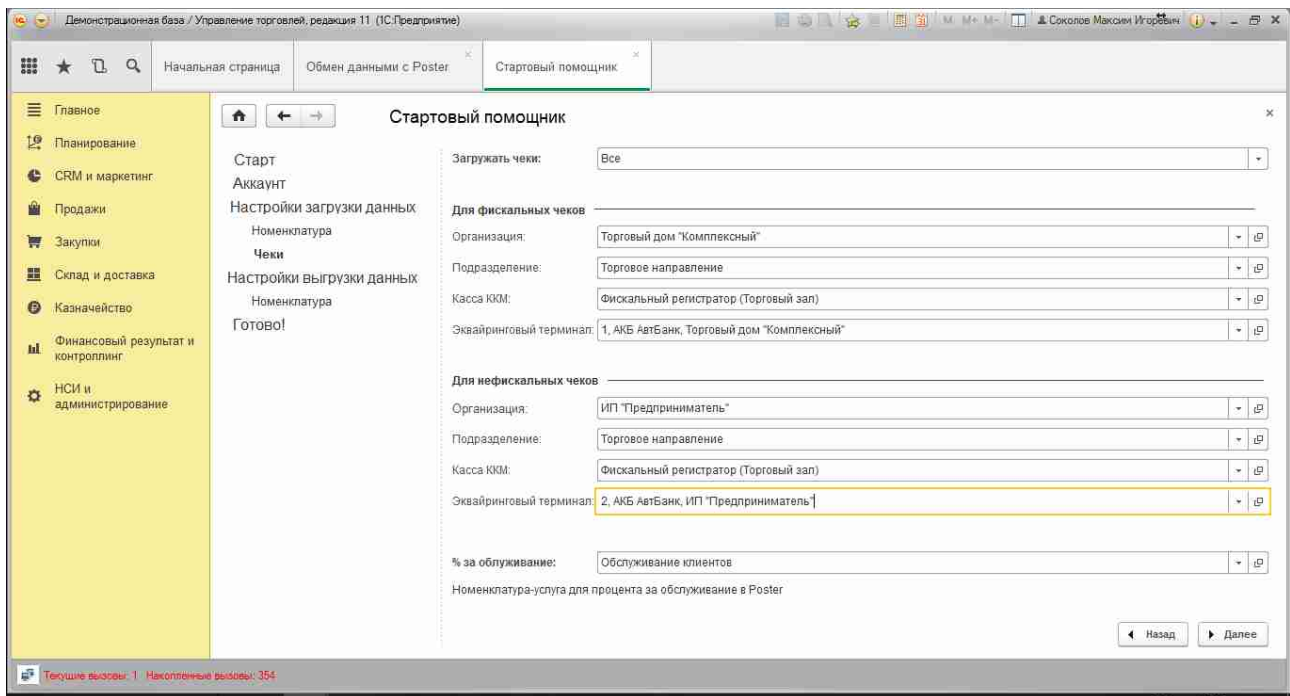 Демонстрационная база / Управление торговлей, редакция 11 (1С:Предприятие)
M M+ M-
Соколов Максим Игоревич
Начальная страница
Обмен данными с Poster
Стартовый помощник
Главное
Планирование
CRM и маркетинг
Продажи
Закупки
Склад и доставка
Казначейство
Финансовый результат и
контроллинг
НСИ и
администрирование
Стартовый помощник
Старт
Аккаунт
Настройки загрузки данных
Номенклатура
Чеки
Настройки выгрузки данных
Номенклатура
Готово!
Загружать чеки: Все
Для фискальных чеков
Организация: Торговый дом "Комплексный"
Подразделение: Торговое направление
Касса ККМ: Фискальный регистратор (Торговый зал)
Эквайринговый терминал: 1, АКБ АвтБанк, Торговый дом "Комплексный"
Для нефискальных чеков
Организация: ИП "Предприниматель"
Подразделение: Торговое направление
Касса ККМ: Фискальный регистратор (Торговый зал)
Эквайринговый терминал: 2, АКБ АвтБанк, ИП "Предприниматель"
% за облуживание: Обслуживание клиентов
Номенклатура-услуга для процента за обслуживание в Poster
Назад
Далее
Текущие вызовы: 1 Накопленные вызовы: 354